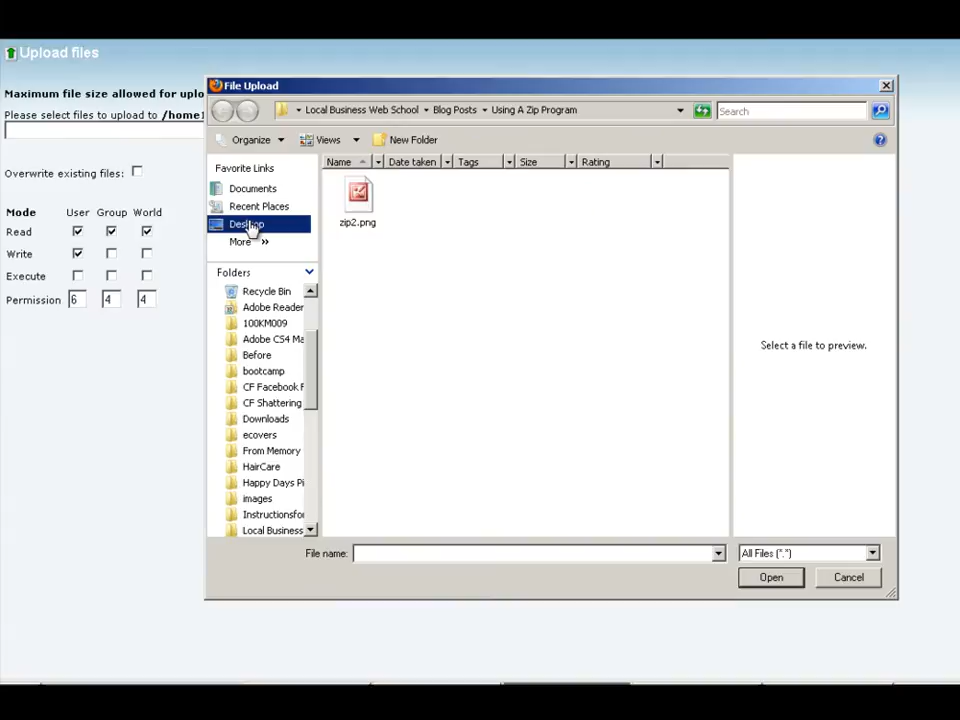 Upload files
Maximum file size allowed for uplo
Please select files to upload to /home1
Overwrite existing files:
Mode User Group World
Read
Write
Execute
Permission 6 4 4
File Upload
Local Business Web School Blog Posts Using A Zip Program
Search
Organize Views New Folder
Favorite Links
Documents
Recent Places
Desktop
More »
Folders
Recycle Bin
Adobe Reader
100KM009
Adobe CS4 Ma
Before
bootcamp
CF Facebook F
CF Shattering
Downloads
ecovers
From Memory
HairCare
Happy Days Pi
images
Instructionsfor
Local Business
Name Date taken Tags Size Rating
zip2.png
Select a file to preview.
File name:
All Files (*.*)
Open Cancel